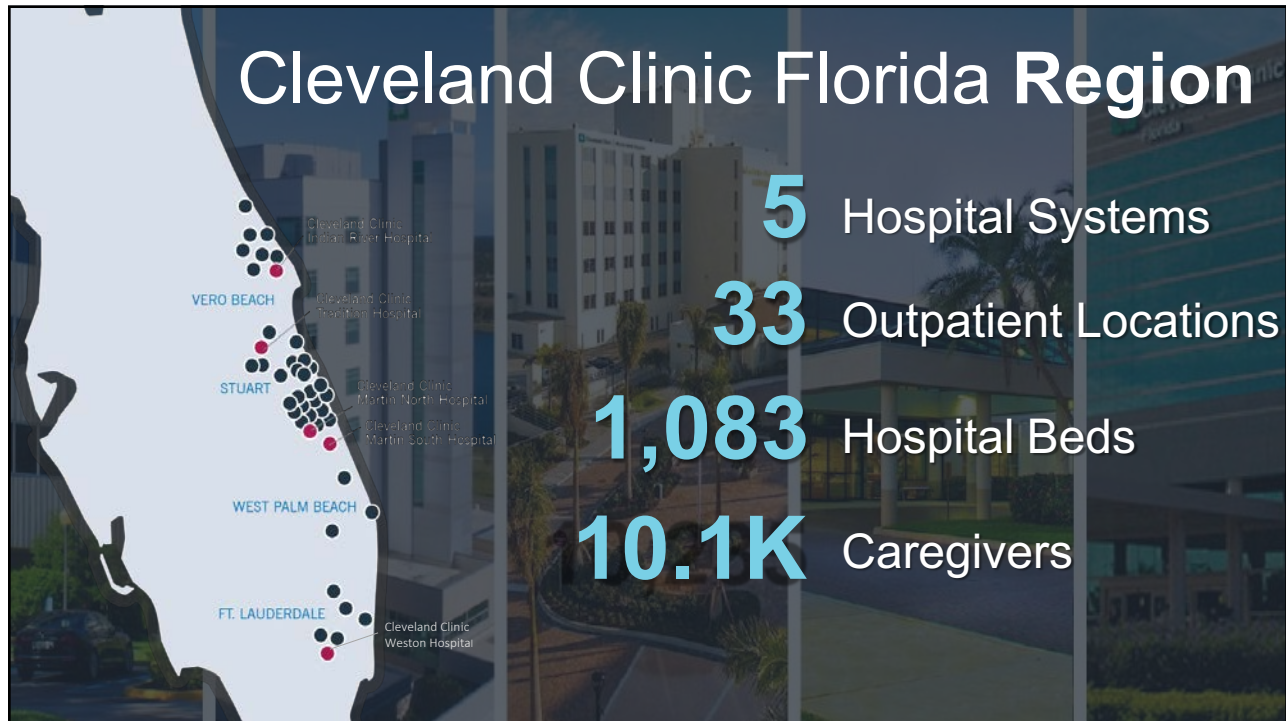 Cleveland Clinic Florida Region
5 Hospital Systems
33 Outpatient Locations
1,083 Hospital Beds
10.1K Caregivers
Cleveland Clinic
Indian River Hospital
VERO BEACH
Cleveland Clinic
Tradition Hospital
STUART
Cleveland Clinic
Martin North Hospital
Cleveland Clinic
Martin South Hospital
WEST PALM BEACH
FT. LAUDERDALE
Cleveland Clinic
Weston Hospital
Florida